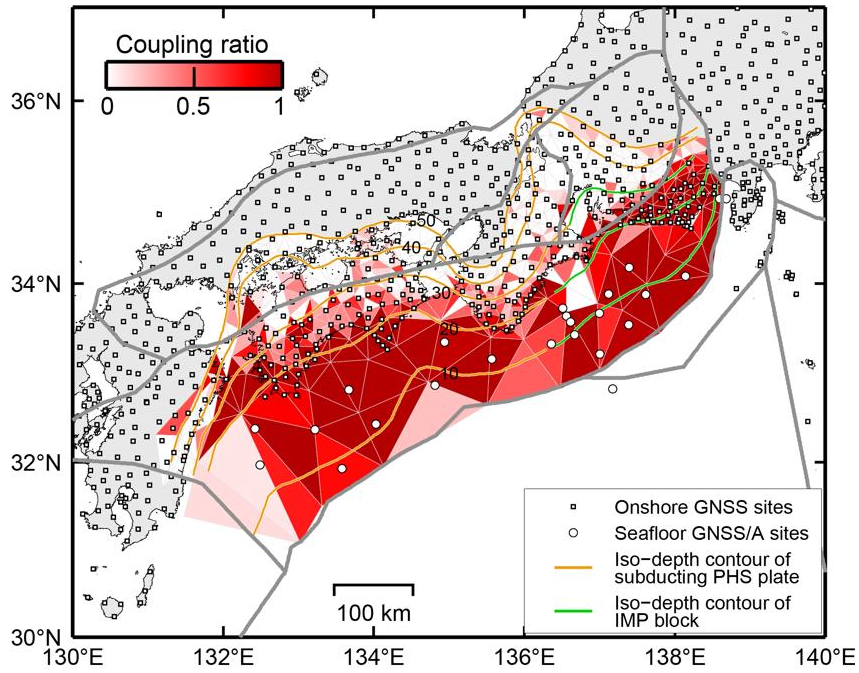 Coupling ratio
0 0.5 1
36°N
34°N
32°N
30°N
50
40
30
20
10
Onshore GNSS sites
Seafloor GNSS/A sites
Iso−depth contour of
subducting PHS plate
Iso−depth contour of
IMP block
100 km
130°E 132°E 134°E 136°E 138°E 140°E